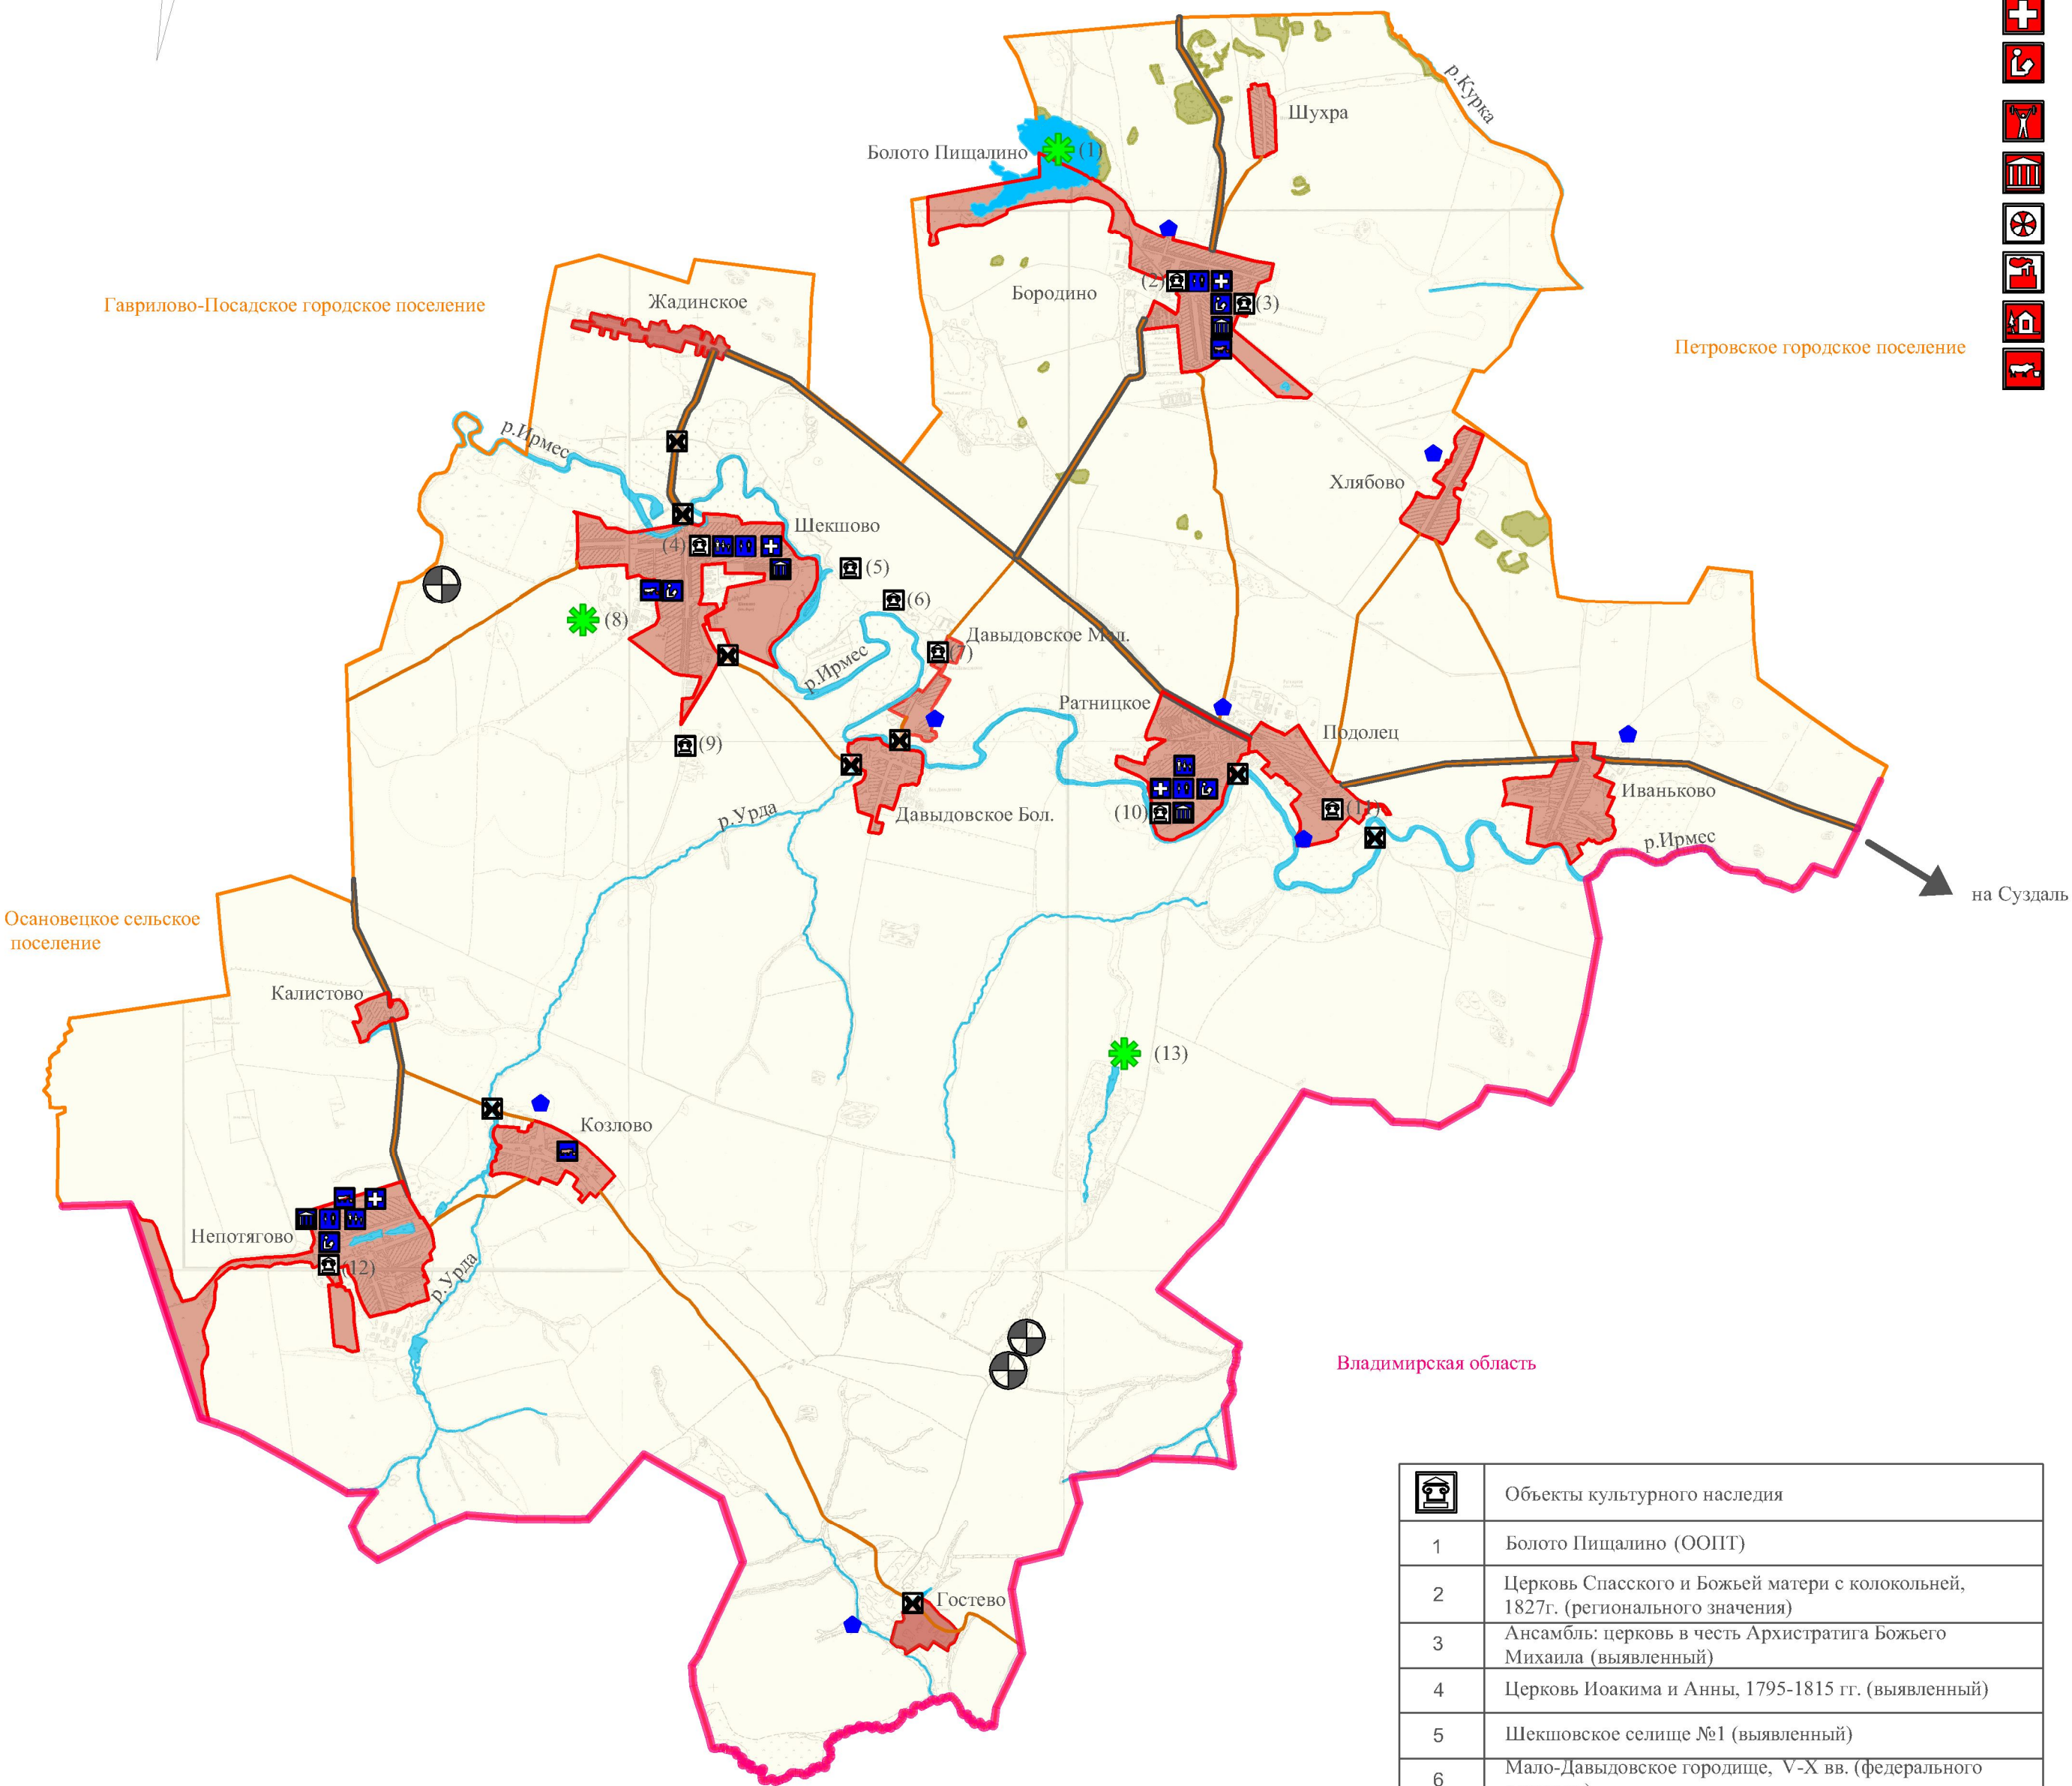 р.Курка
Шухра
Болото Пищалино
(1)
Бородино
(2)
(3)
Гаврилово-Посадское городское поселение
Жадинское
Петровское городское поселение
р.Ирмес
Хлябово
Шекшово
(4)
(5)
(6)
(8)
Давыдовское Мал.
(7)
р.Ирмес
Ратницкое
Подолец
(9)
Иваньково
(10)
(11)
р.Урда
Давыдовское Бол.
р.Ирмес
на Суздаль
Осановецкое сельское
поселение
Калистово
(13)
Козлово
Непотягово
(12)
р.Урда
Владимирская область
Гостево
Объекты культурного наследия
1 Болото Пищалино (ООПТ)
2 Церковь Спасского и Божьей матери с колокольней,
1827г. (регионального значения)
3 Ансамбль: церковь в честь Архистратига Божьего
Михаила (выявленный)
4 Церковь Иоакима и Анны, 1795-1815 гг. (выявленный)
5 Шекшовское селище №1 (выявленный)
6 Мало-Давыдовское городище, V-X вв. (федерального